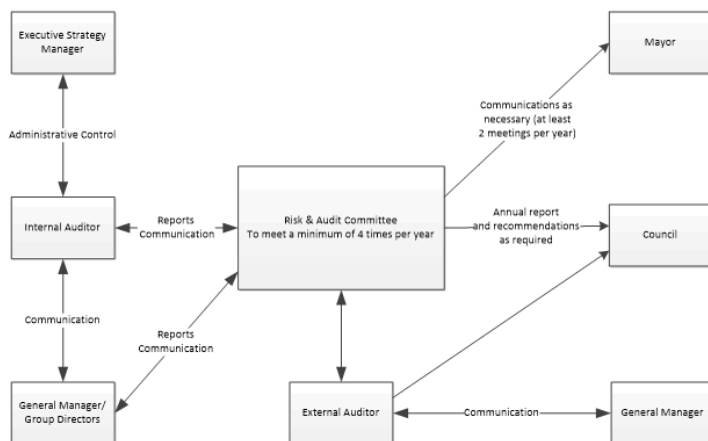 Executive Strategy
Manager
Mayor
Communications as
necessary (at least
2 meetings per year)
Administrative Control
Internal Auditor
Reports
Communication
Risk & Audit Committee
To meet a minimum of 4 times per year
Annual report
and recommendations
as required
Council
Communication
Reports
Communication
General Manager/
Group Directors
External Auditor
Communication
General Manager